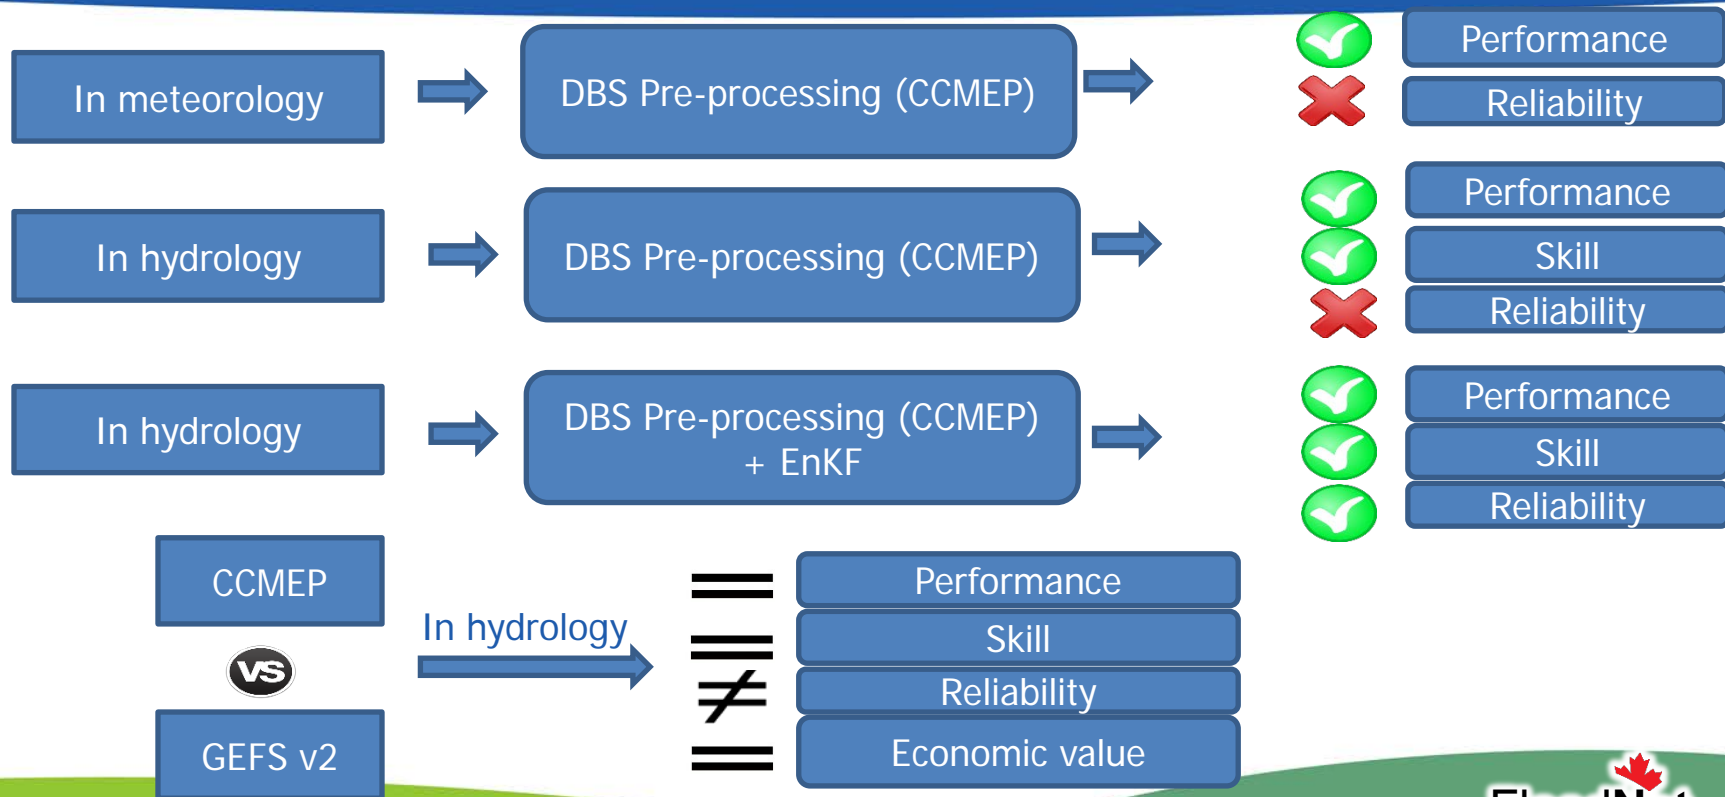 In meteorology
DBS Pre-processing (CCMEP)
Performance
Reliability
In hydrology
DBS Pre-processing (CCMEP)
Performance
Skill
Reliability
In hydrology
DBS Pre-processing (CCMEP)
+ EnKF
Performance
Skill
Reliability
CCMEP
VS
GEFS v2
In hydrology
= Performance
= Skill
≠ Reliability
= Economic value